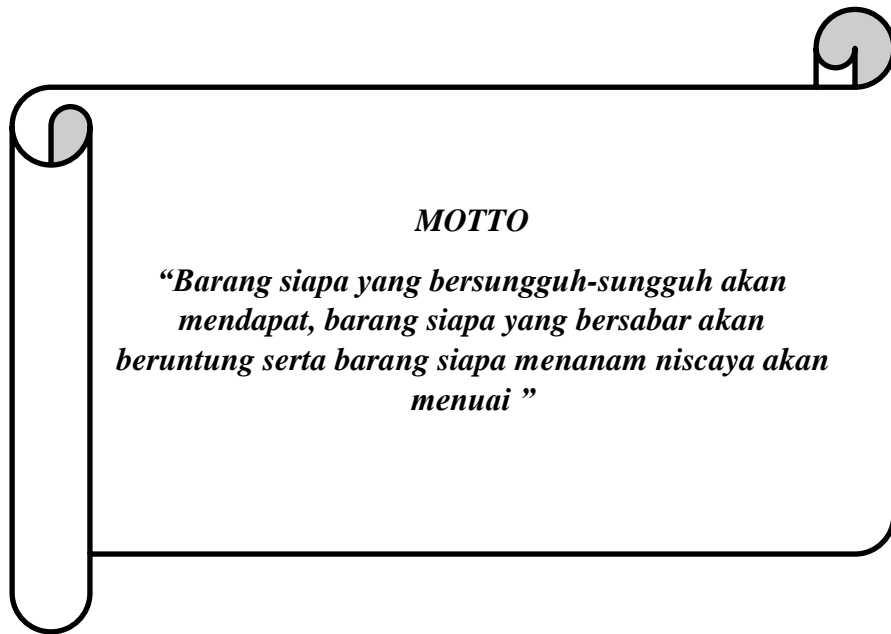 MOTTO
“Barang siapa yang bersungguh-sungguh akan
mendapat, barang siapa yang bersabar akan
beruntung serta barang siapa menanam niscaya akan
menuai ”